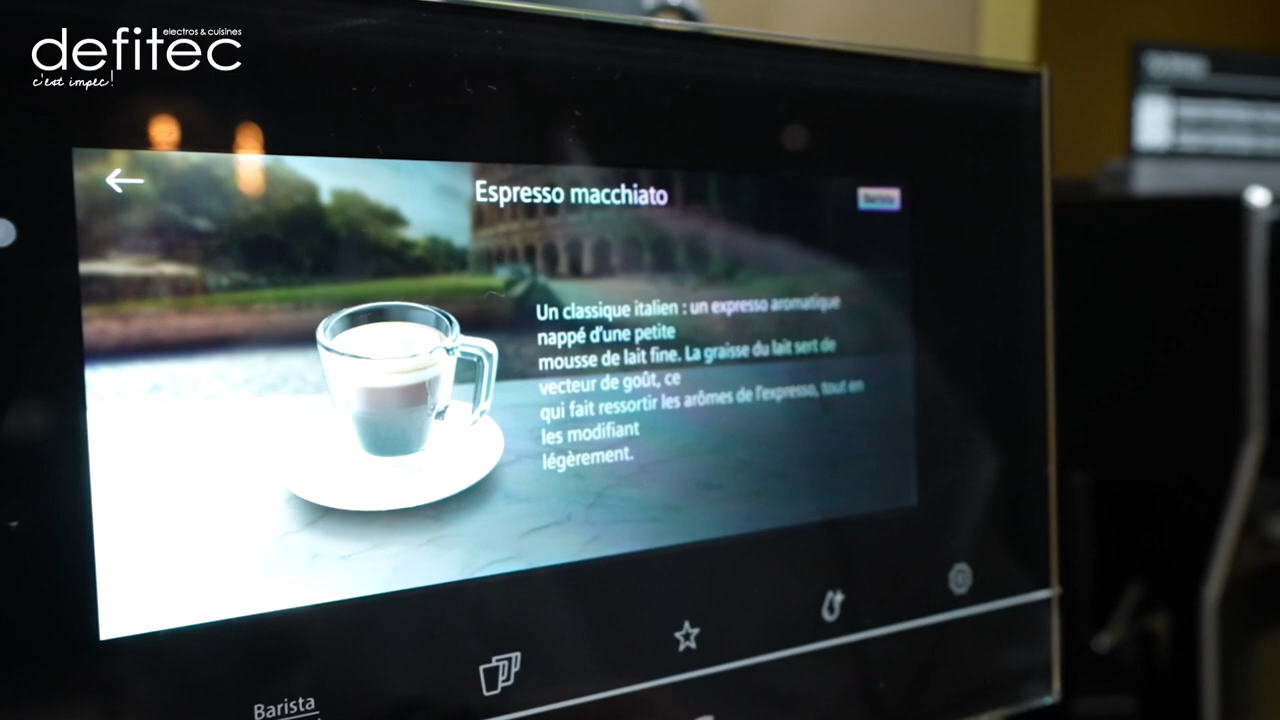 defitec
electros & cuisines
c'est impec!
Espresso macchiato
Barista
Un classique italien : un expresso aromatique
nappé d'une petite
mousse de lait fine. La graisse du lait sert de
vecteur de goût, ce
qui fait ressortir les arômes de l'expresso, tout en
les modifiant
légèrement.
Barista